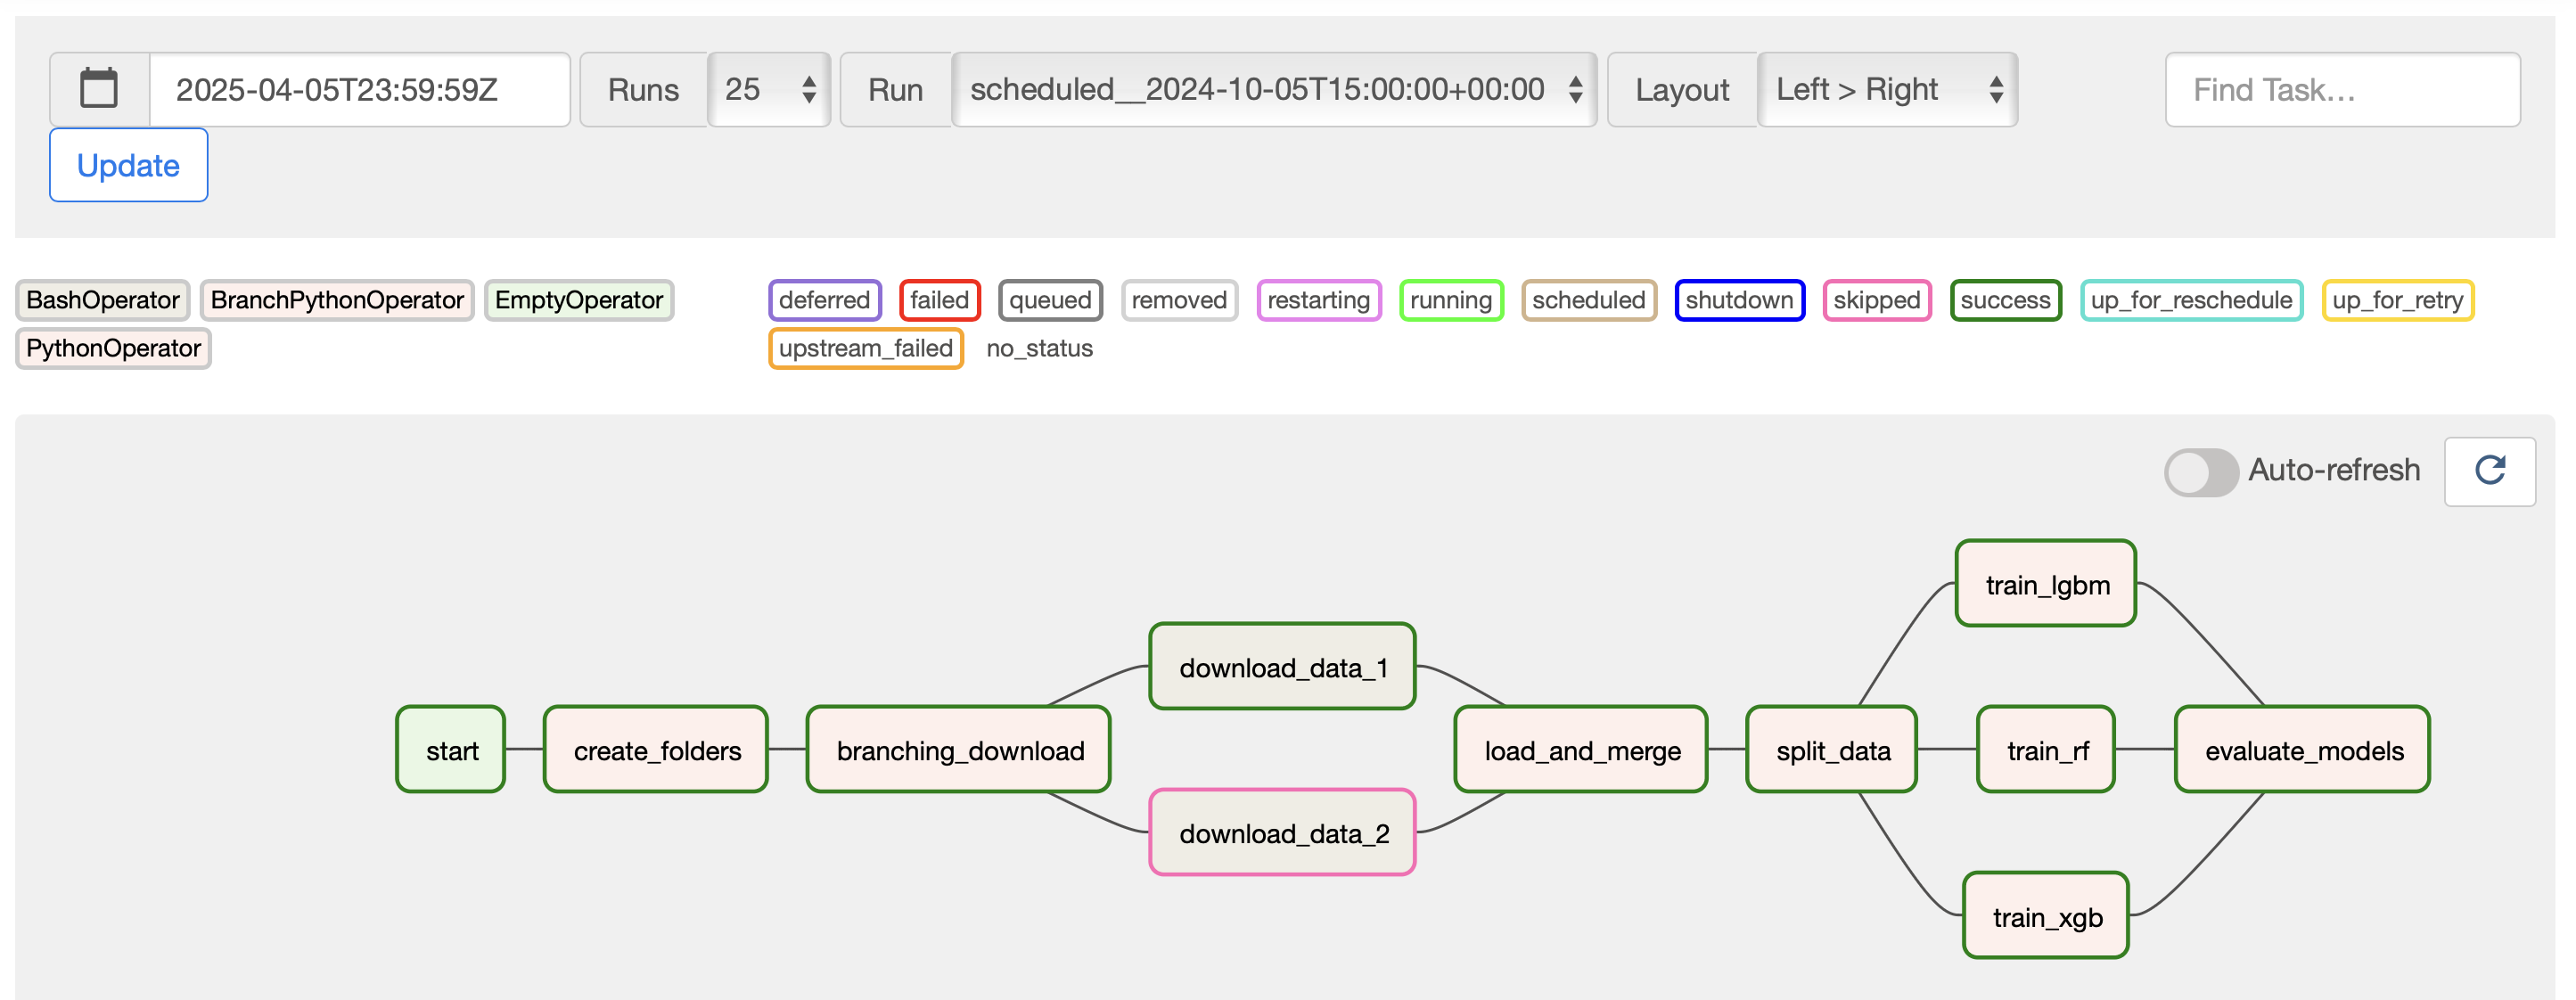 2025-04-05T23:59:59Z Runs 25 Run scheduled__2024-10-05T15:00:00+00:00 Layout Left > Right Find Task...
Update
BashOperator BranchPythonOperator EmptyOperator deferred failed queued removed restarting running scheduled shutdown skipped success up_for_reschedule up_for_retry
PythonOperator upstream_failed no_status
Auto-refresh
train_lgbm
download_data_1
start create_folders branching_download load_and_merge split_data train_rf evaluate_models
download_data_2
train_xgb